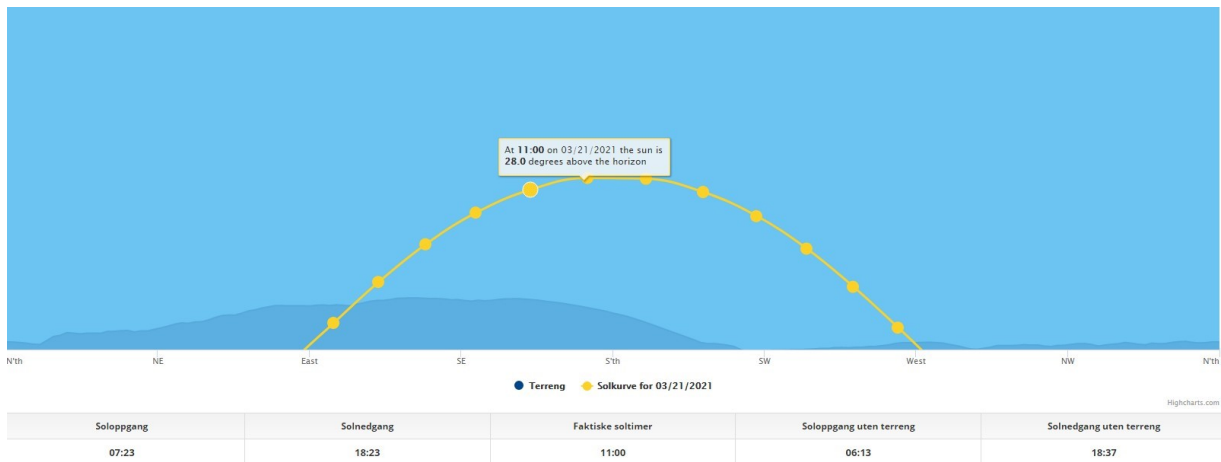 At 11:00 on 03/21/2021 the sun is
28.0 degrees above the horizon
N'th NE East SE S'th SW West NW N'th
Terreng Solkurve for 03/21/2021
Highcharts.com
Soloppgang Solnedgang Faktiske soltimer Soloppgang uten terreng Solnedgang uten terreng
07:23 18:23 11:00 06:13 18:37